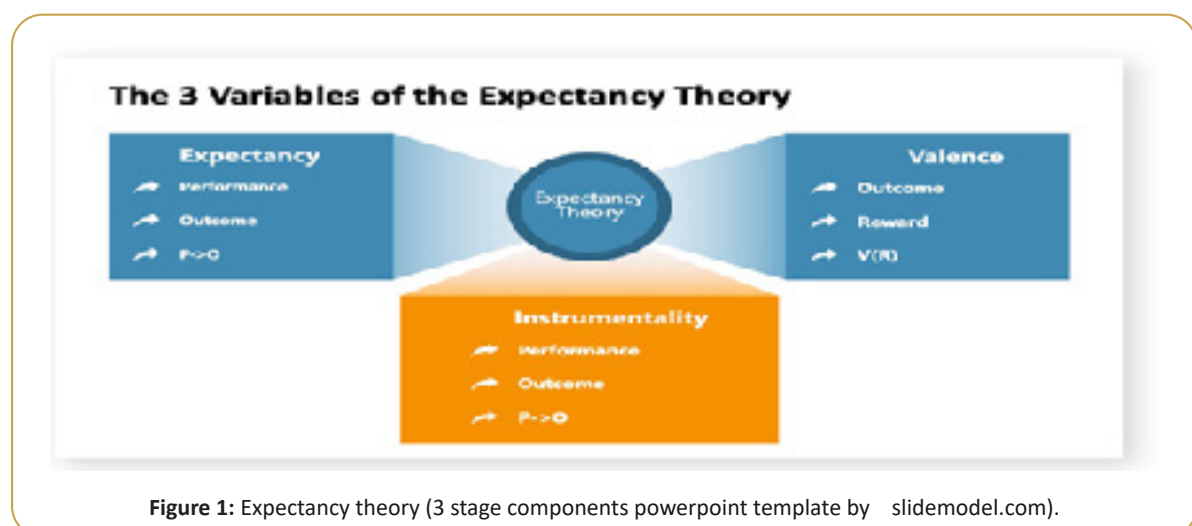 The 3 Variables of the Expectancy Theory
Expectancy
Performance
Outcome
P->O
Expectancy
Theory
Valence
Outcome
Reward
V(R)
Instrumentality
Performance
Outcome
P->O
Figure 1: Expectancy theory (3 stage components powerpoint template by slidemodel.com).